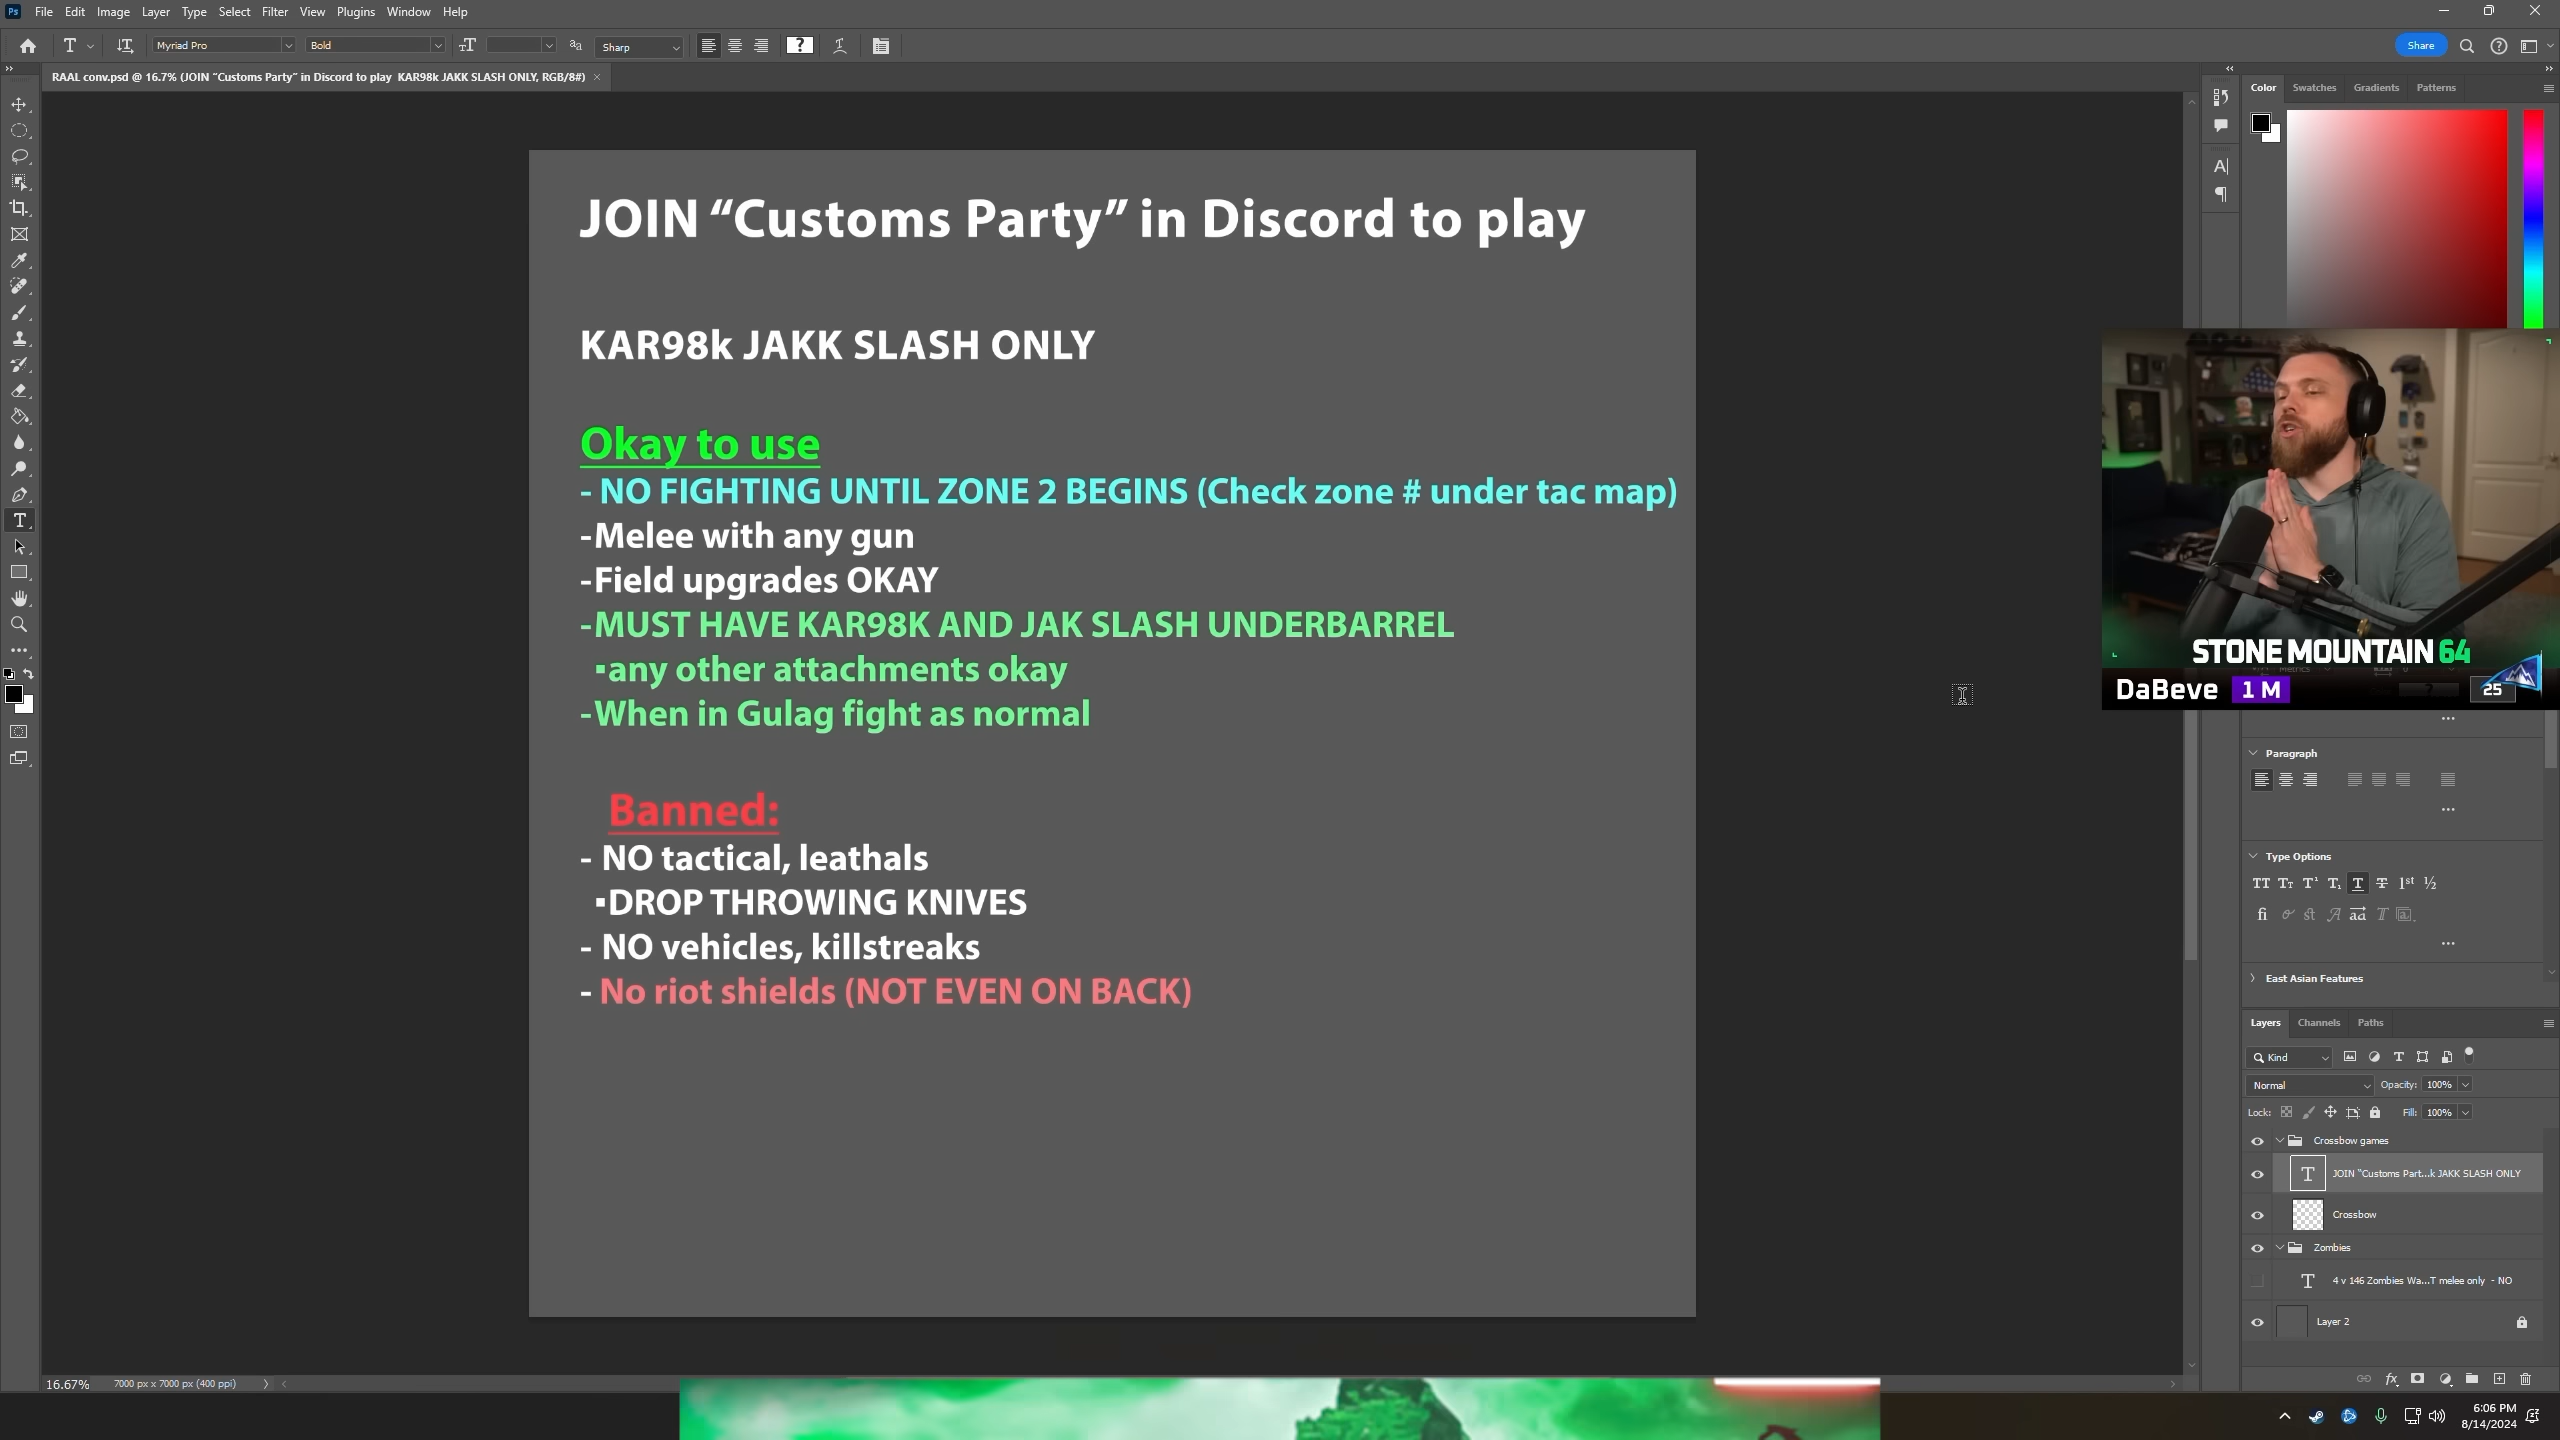 File Edit Image Layer Type Select Filter View Plugins Window Help
Myriad Pro Bold Sharp Share
RAAL conv.psd @ 16.7% (JOIN “Customs Party” in Discord to play  KAR98k JAKK SLASH ONLY, RGB/8#)
Color Swatches Gradients Patterns
JOIN “Customs Party” in Discord to play
KAR98k JAKK SLASH ONLY
Okay to use
- NO FIGHTING UNTIL ZONE 2 BEGINS (Check zone # under tac map)
-Melee with any gun
-Field upgrades OKAY
-MUST HAVE KAR98K AND JAK SLASH UNDERBARREL
▪any other attachments okay
-When in Gulag fight as normal
Banned:
- NO tactical, leathals
▪DROP THROWING KNIVES
- NO vehicles, killstreaks
- No riot shields (NOT EVEN ON BACK)
STONE MOUNTAIN 64
DaBeve 1 M 25
Paragraph
Type Options
East Asian Features
Layers Channels Paths
Kind
Normal Opacity: 100%
Lock: Fill: 100%
Crossbow games
JOIN "Customs Part...k JAKK SLASH ONLY
Crossbow
Zombies
4 v 146 Zombies Wa...T melee only - NO
Layer 2
16.67% 7000 px x 7000 px (400 ppi)
6:06 PM
8/14/2024